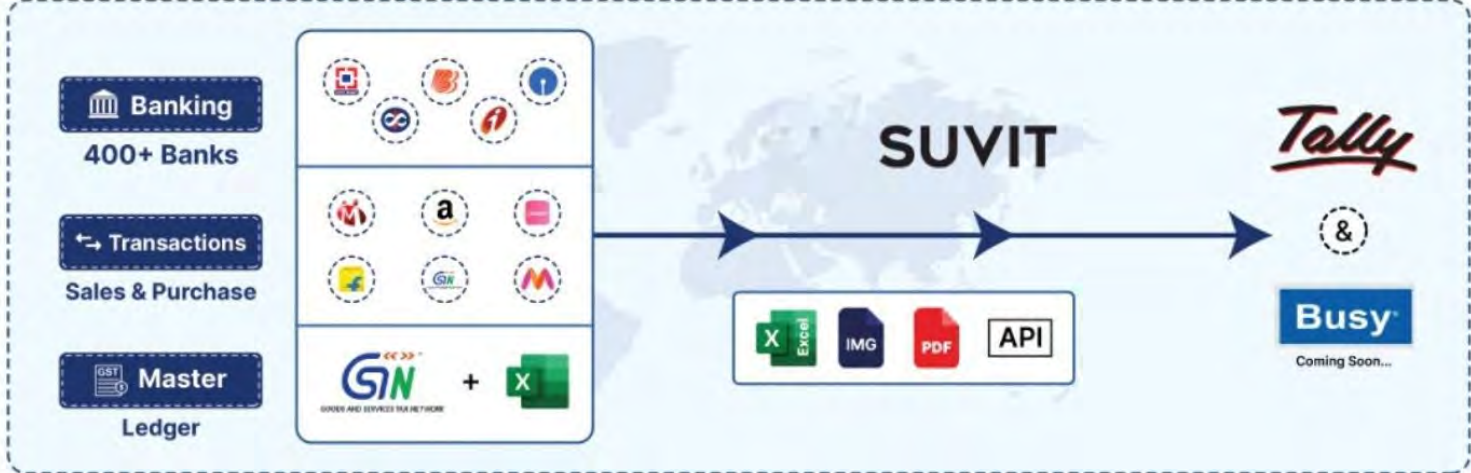 Banking
400+ Banks
Transactions
Sales & Purchase
GST
Master
Ledger
a
GSTN
+
X
GOODS AND SERVICES TAX NETWORK
SUVIT
X Excel
IMG
PDF
API
Tally
&
Busy
Coming Soon...